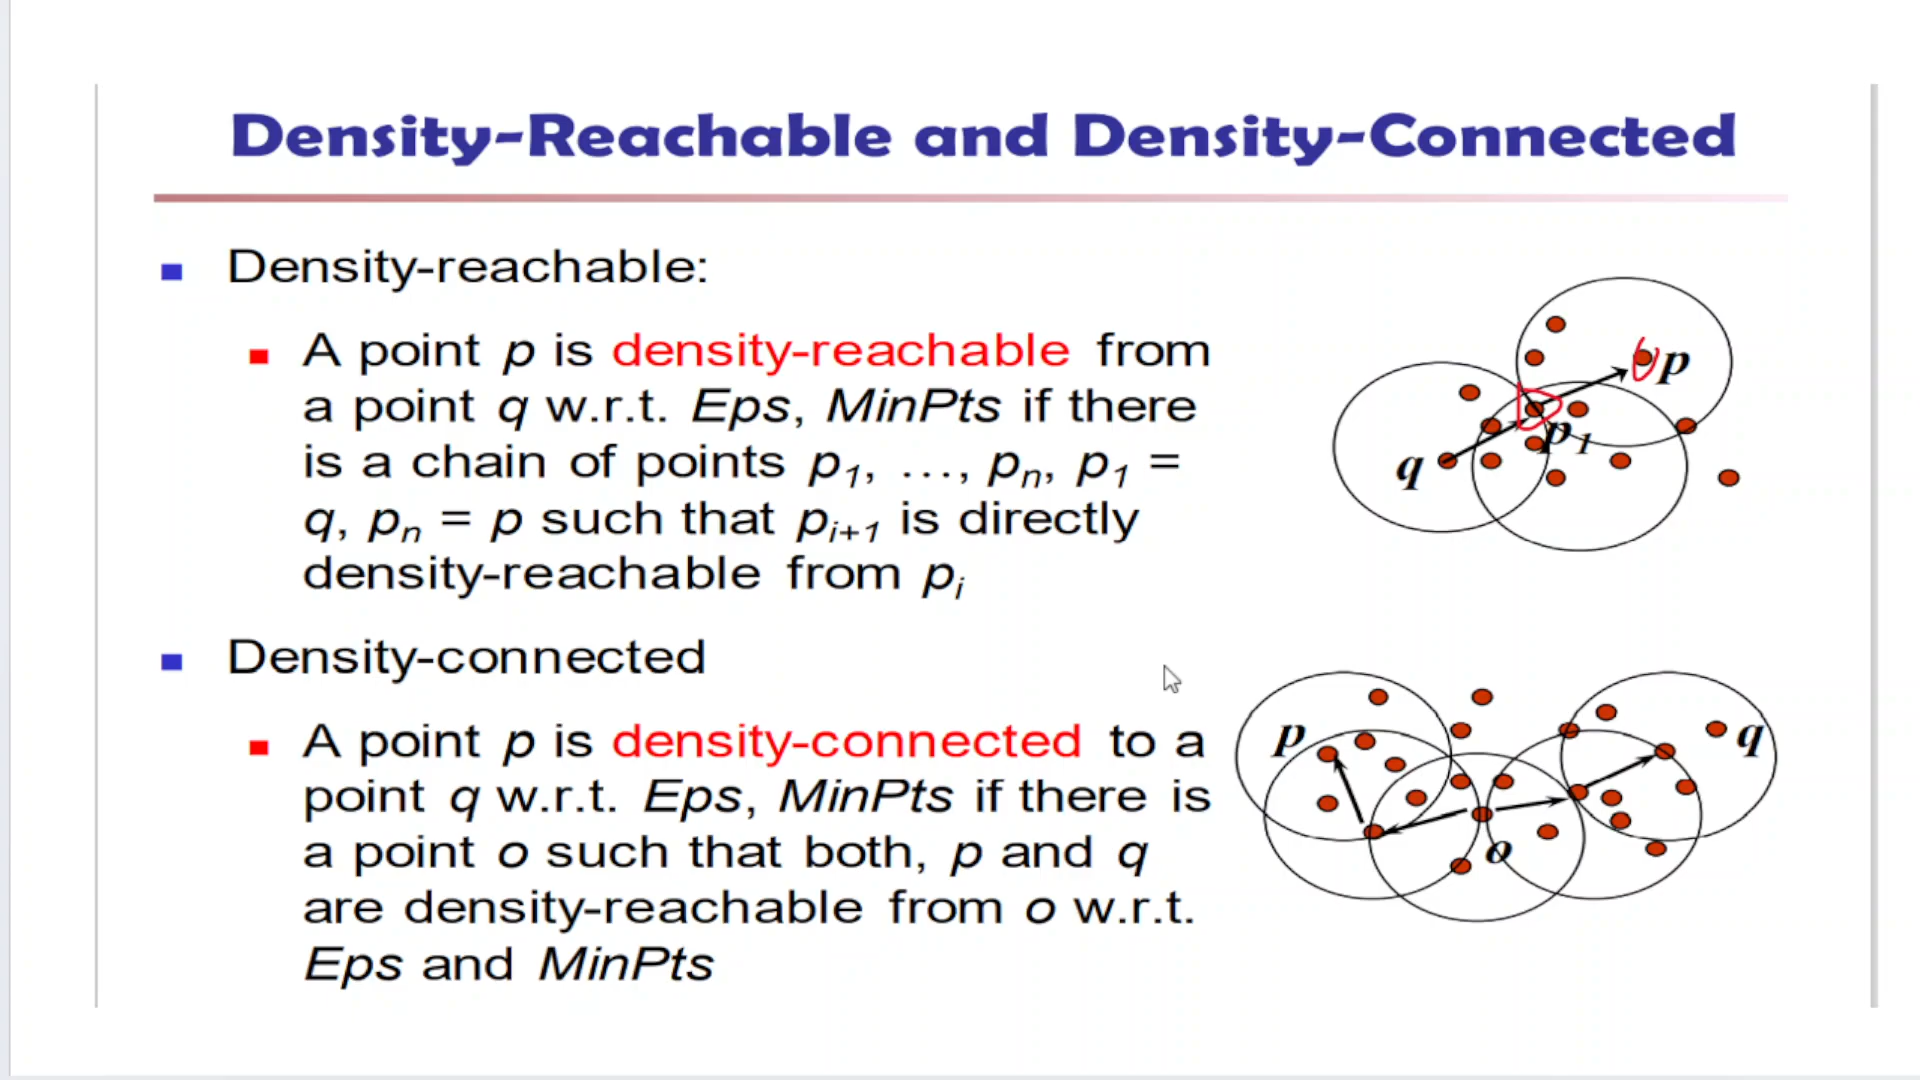 Density-Reachable and Density-Connected
Density-reachable:
A point p is density-reachable from
a point q w.r.t. Eps, MinPts if there
is a chain of points p1, …, pn, p1 =
q, pn = p such that pi+1 is directly
density-reachable from pi
p
p1
q
Density-connected
A point p is density-connected to a
point q w.r.t. Eps, MinPts if there is
a point o such that both, p and q
are density-reachable from o w.r.t.
Eps and MinPts
p
q
o